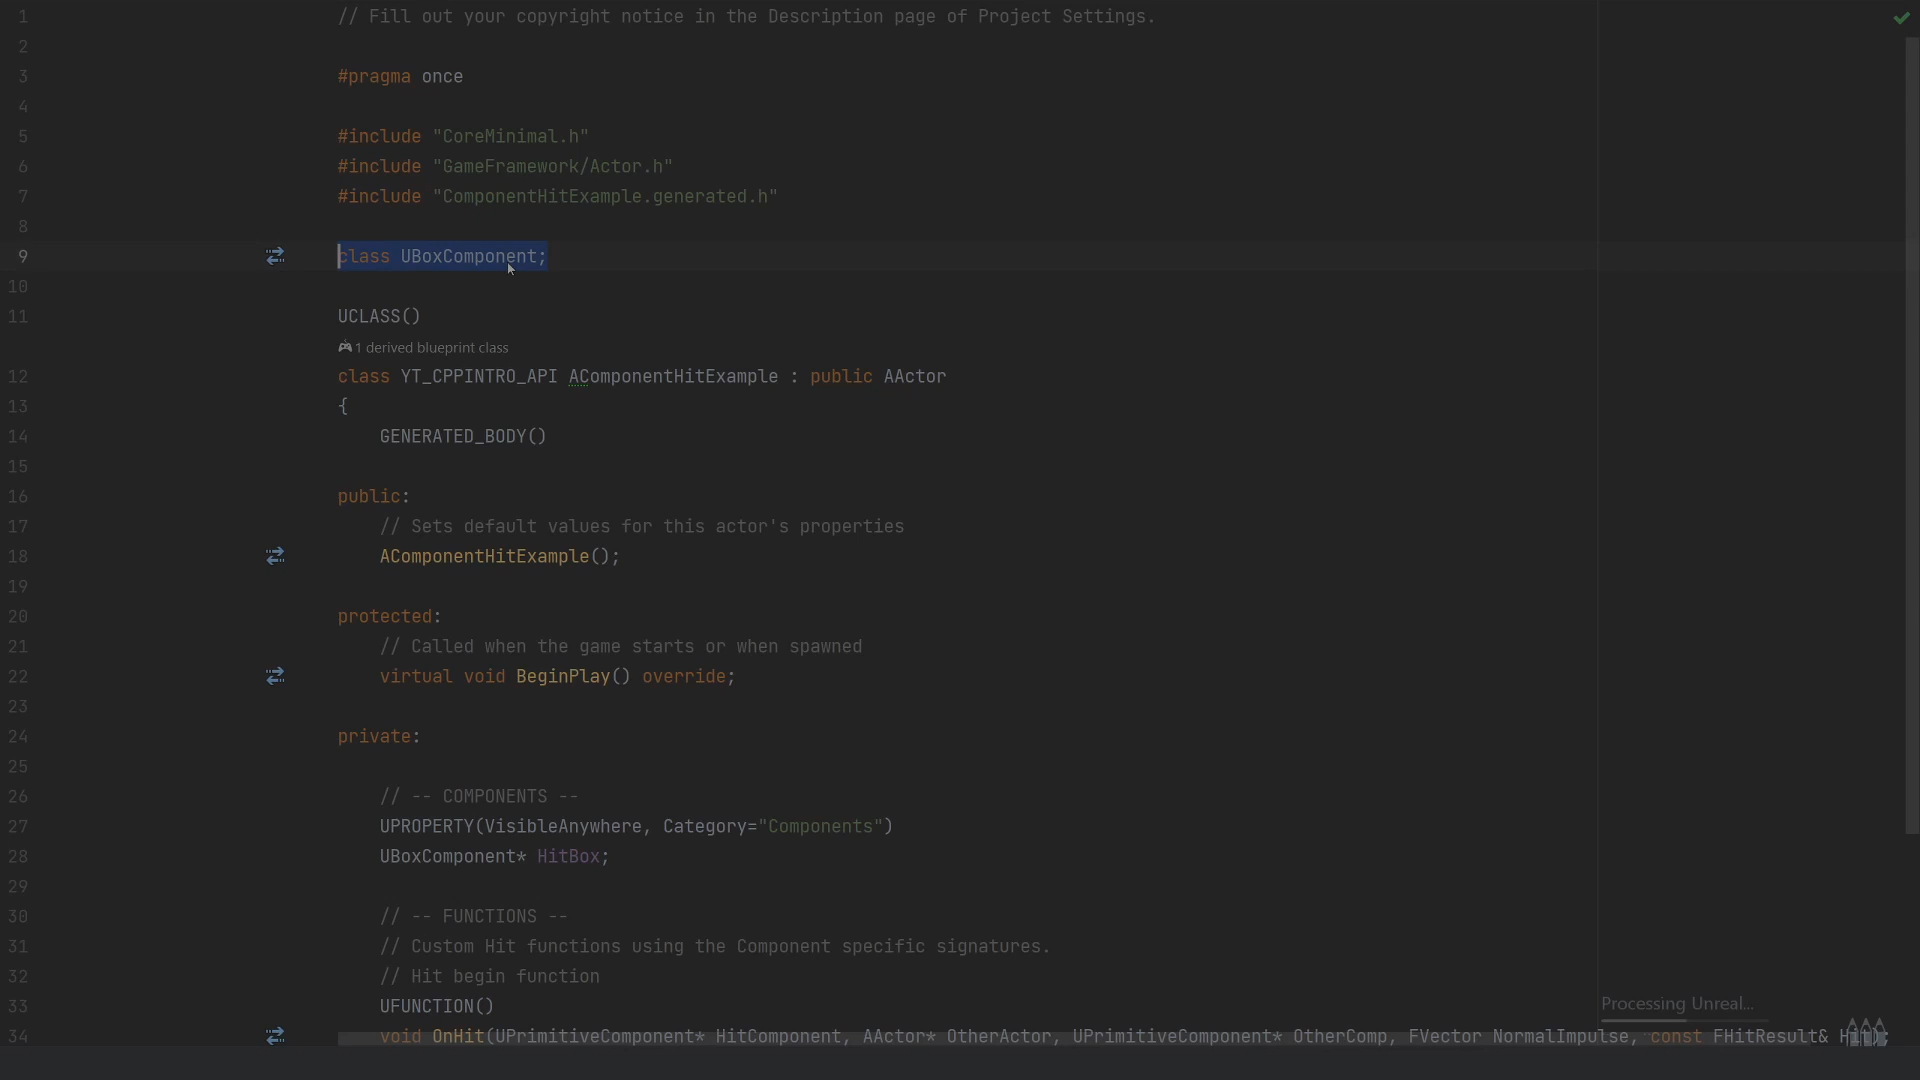 1 // Fill out your copyright notice in the Description page of Project Settings.
2
3 #pragma once
4
5 #include "CoreMinimal.h"
6 #include "GameFramework/Actor.h"
7 #include "ComponentHitExample.generated.h"
8
9 class UBoxComponent;
10
11 UCLASS()
1 derived blueprint class
12 class YT_CPPINTRO_API AComponentHitExample : public AActor
13 {
14 GENERATED_BODY()
15
16 public:
17 // Sets default values for this actor's properties
18 AComponentHitExample();
19
20 protected:
21 // Called when the game starts or when spawned
22 virtual void BeginPlay() override;
23
24 private:
25
26 // -- COMPONENTS --
27 UPROPERTY(VisibleAnywhere, Category="Components")
28 UBoxComponent* HitBox;
29
30 // -- FUNCTIONS --
31 // Custom Hit functions using the Component specific signatures.
32 // Hit begin function
33 UFUNCTION()
Processing Unreal...
34 void OnHit(UPrimitiveComponent* HitComponent, AActor* OtherActor, UPrimitiveComponent* OtherComp, FVector NormalImpulse, const FHitResult& Hit);